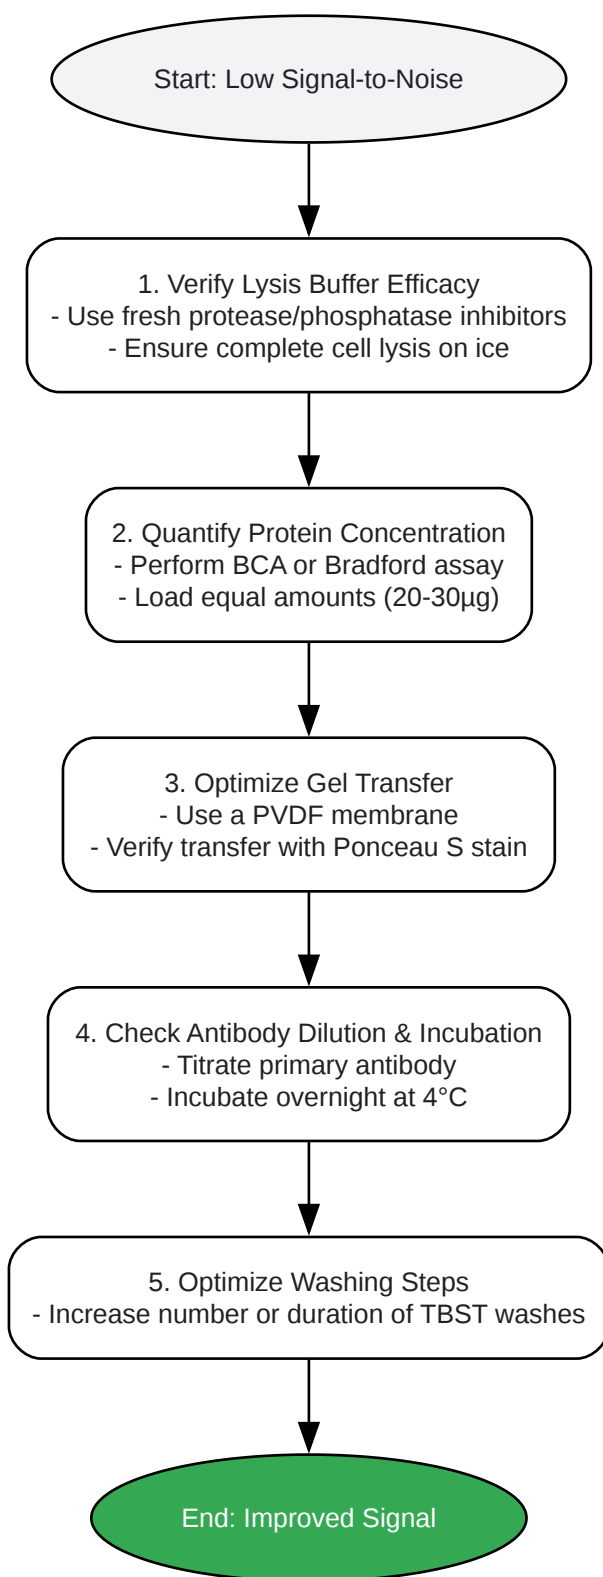 Start: Low Signal-to-Noise
1. Verify Lysis Buffer Efficacy
- Use fresh protease/phosphatase inhibitors
- Ensure complete cell lysis on ice
2. Quantify Protein Concentration
- Perform BCA or Bradford assay
- Load equal amounts (20-30µg)
3. Optimize Gel Transfer
- Use a PVDF membrane
- Verify transfer with Ponceau S stain
4. Check Antibody Dilution & Incubation
- Titrate primary antibody
- Incubate overnight at 4°C
5. Optimize Washing Steps
- Increase number or duration of TBST washes
End: Improved Signal